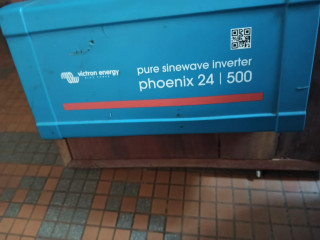 pure sinewave inverter
victron energy
phoenix 24 | 500